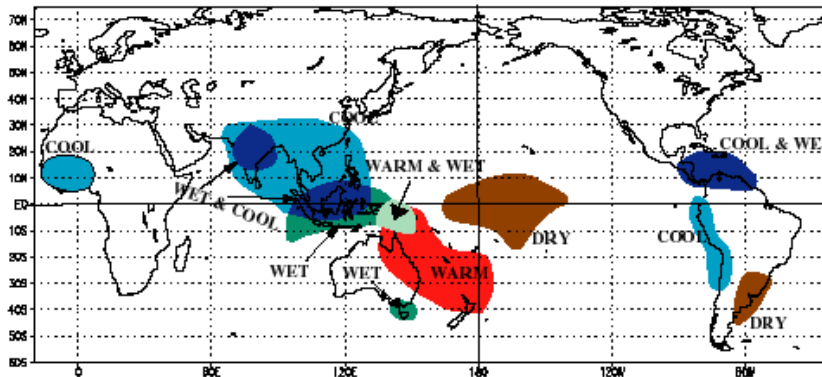 70N
60N
50N
40N
30N
COOL
20N
COOL
COOL & WE
WARM & WET
10N
WET & COOL
EQ
10S
COOL
DRY
20S
WET
WET
WARM
30S
40S
DRY
50S
60S
0
60E
120E
180
120W
60W